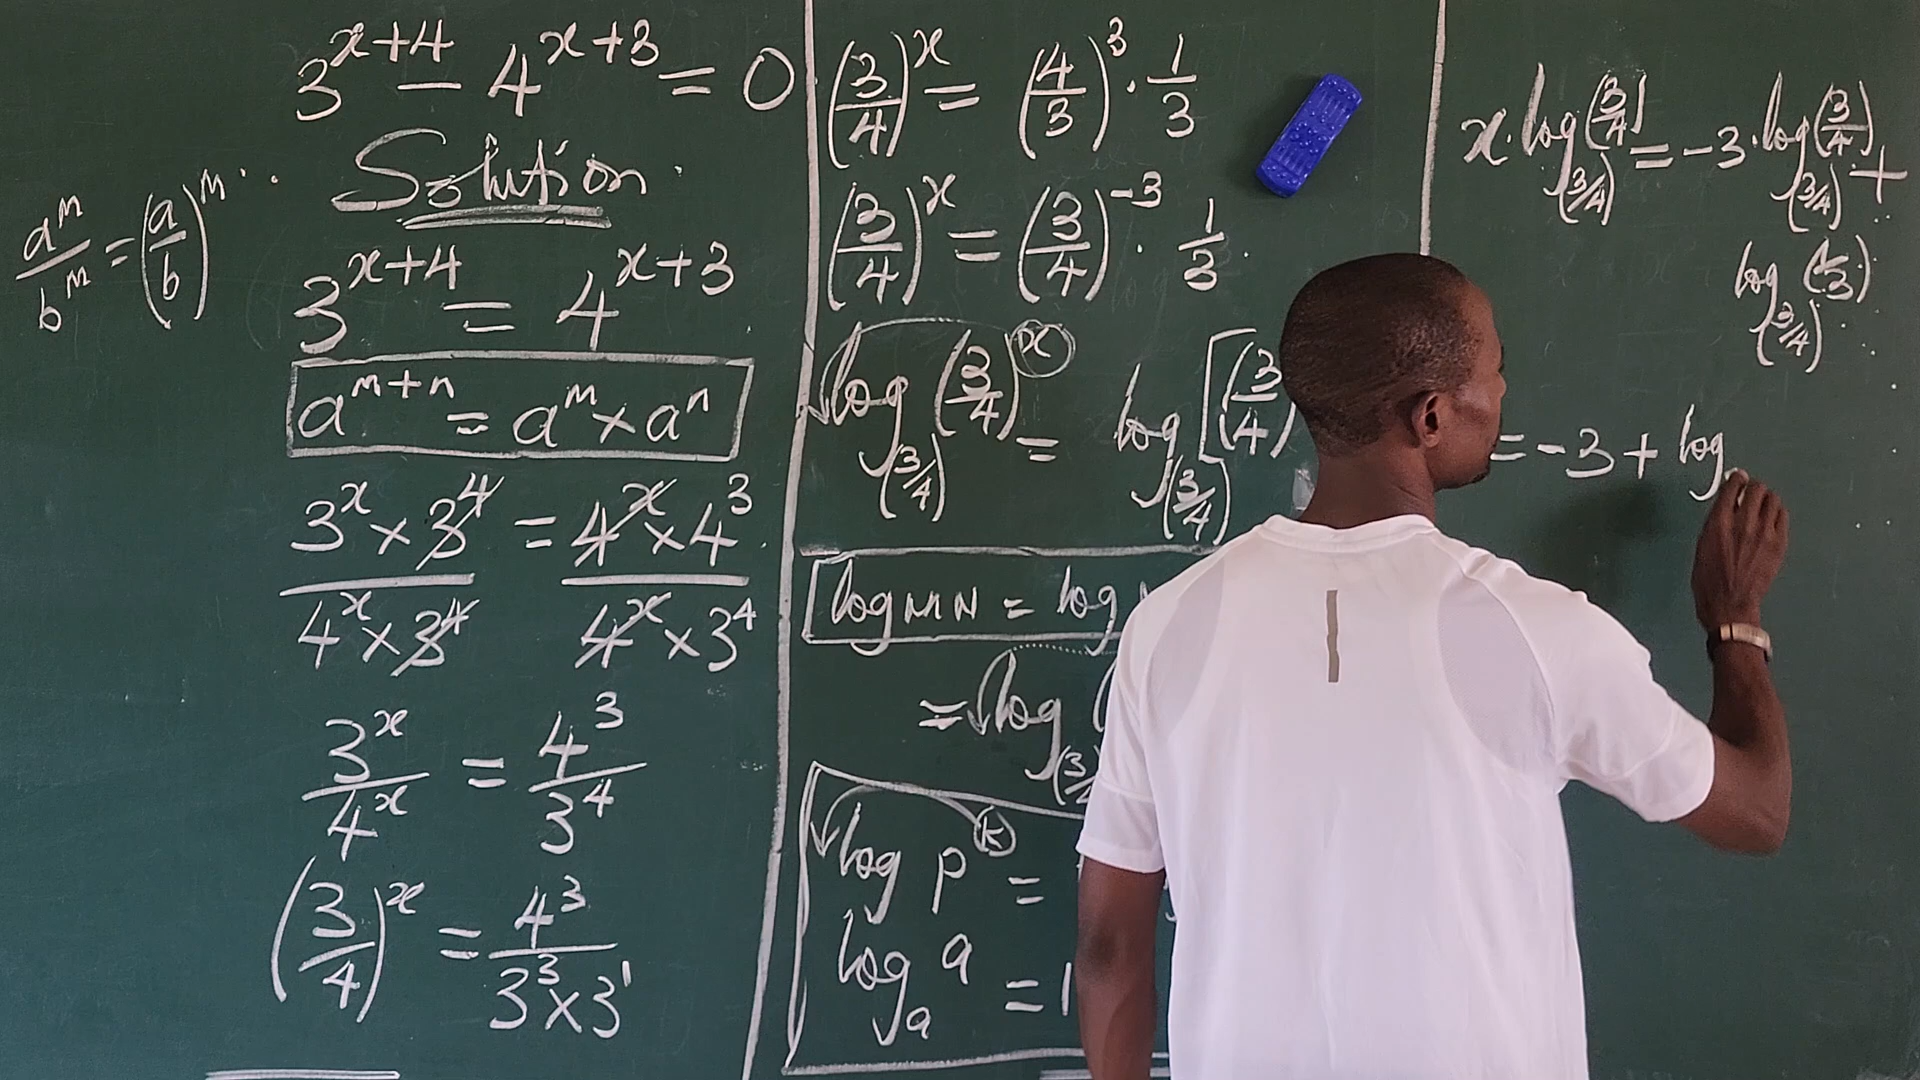 3^{x+4} - 4^{x+3} = 0
Solution
a^m/b^m = (a/b)^m
3^{x+4} = 4^{x+3}
a^{m+n} = a^m × a^n
3^x × 3^4 / 4^x × 3^4 = 4^x × 4^3 / 4^x × 3^4
3^x/4^x = 4^3/3^4
(3/4)^x = 4^3 / 3^3 × 3^1
(3/4)^x = (4/3)^3 · 1/3
(3/4)^x = (3/4)^{-3} · 1/3
log_(3/4) (3/4)^x = log_(3/4) [(3/4)
log MN = log
= log
log P^k =
log_a a = 1
x · log_(3/4) (3/4) = -3 · log_(3/4) (3/4) +
log_(3/4) (1/3)
= -3 + log